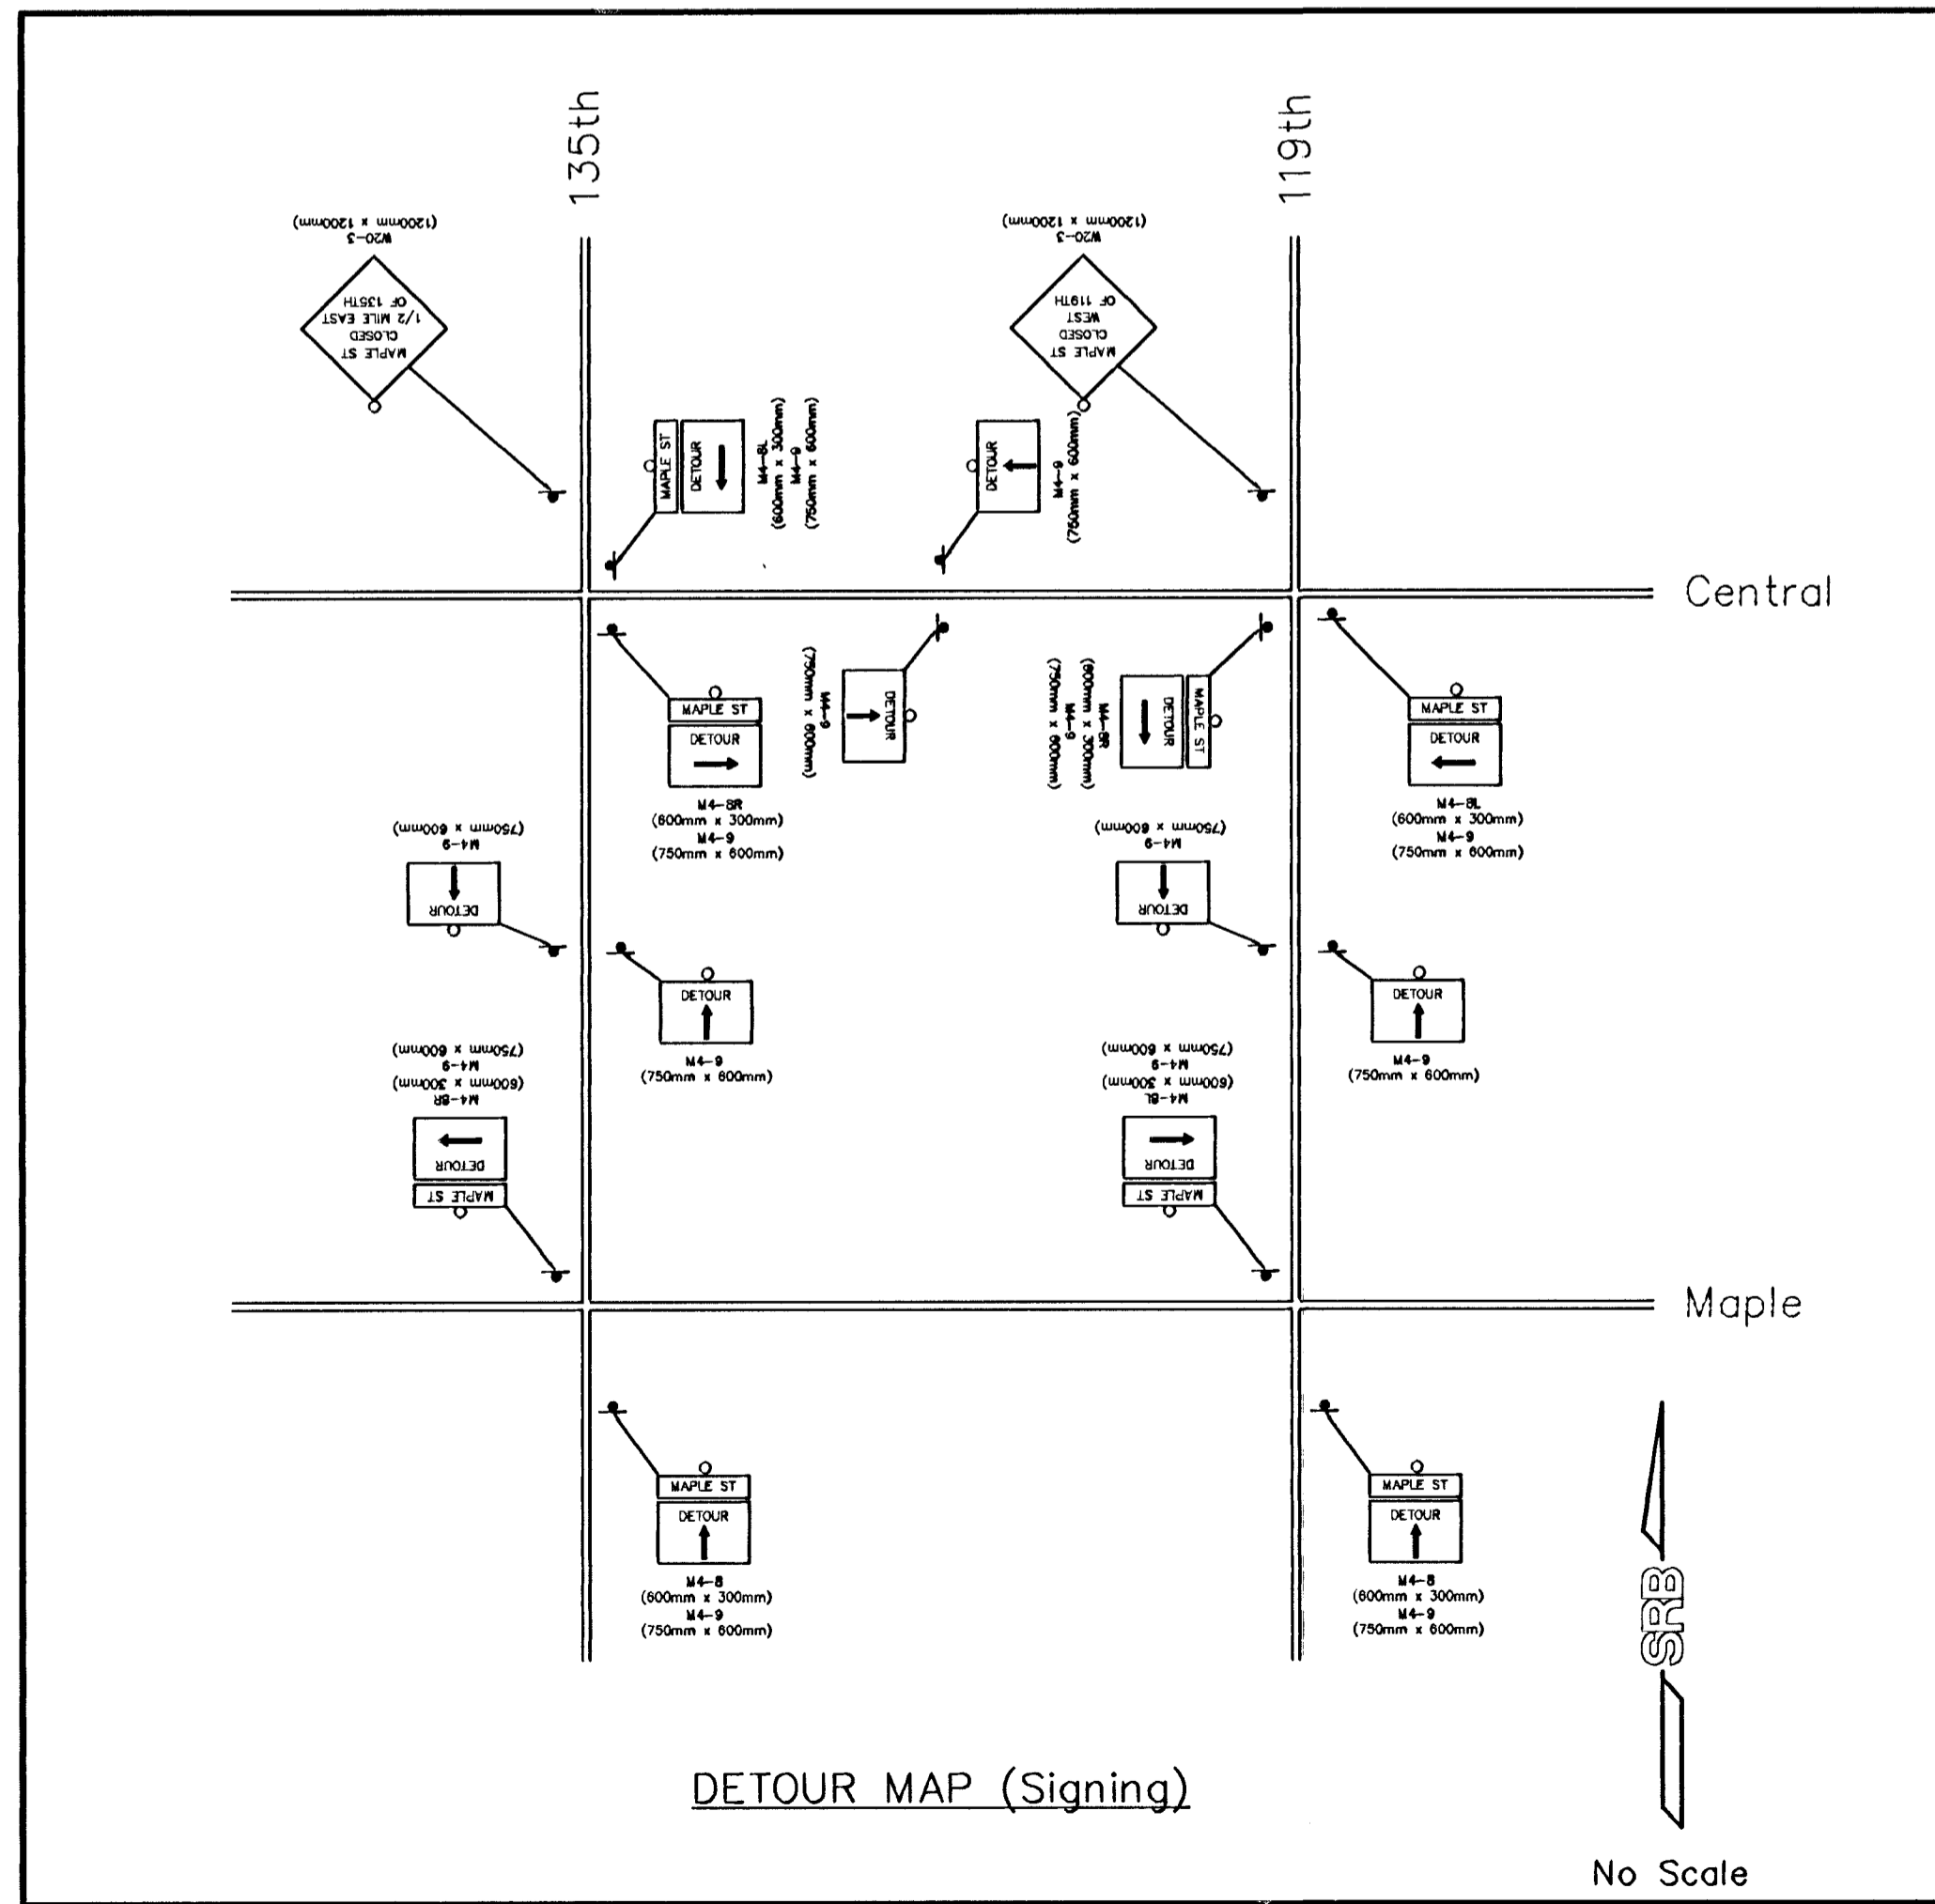 135th
119th
(1200mm x 1200mm)
W20-3
MAPLE ST
CLOSED
1/2 MILE EAST
OF 135TH
(1200mm x 1200mm)
W20-3
MAPLE ST
CLOSED
WEST
OF 119TH
MAPLE ST
DETOUR
M4-8L
(600mm x 300mm)
M4-9
(750mm x 600mm)
DETOUR
M4-9
(750mm x 600mm)
Central
MAPLE ST
DETOUR
M4-8R
(600mm x 300mm)
M4-9
(750mm x 600mm)
DETOUR
M4-9
(750mm x 600mm)
MAPLE ST
DETOUR
M4-8R
(600mm x 300mm)
M4-9
(750mm x 600mm)
MAPLE ST
DETOUR
M4-8L
(600mm x 300mm)
M4-9
(750mm x 600mm)
DETOUR
M4-9
(750mm x 600mm)
DETOUR
M4-9
(750mm x 600mm)
DETOUR
M4-9
(750mm x 600mm)
DETOUR
M4-9
(750mm x 600mm)
MAPLE ST
DETOUR
M4-8R
(600mm x 300mm)
M4-9
(750mm x 600mm)
MAPLE ST
DETOUR
M4-8L
(600mm x 300mm)
M4-9
(750mm x 600mm)
Maple
MAPLE ST
DETOUR
M4-8
(600mm x 300mm)
M4-9
(750mm x 600mm)
MAPLE ST
DETOUR
M4-8
(600mm x 300mm)
M4-9
(750mm x 600mm)
SRB
DETOUR MAP (Signing)
No Scale